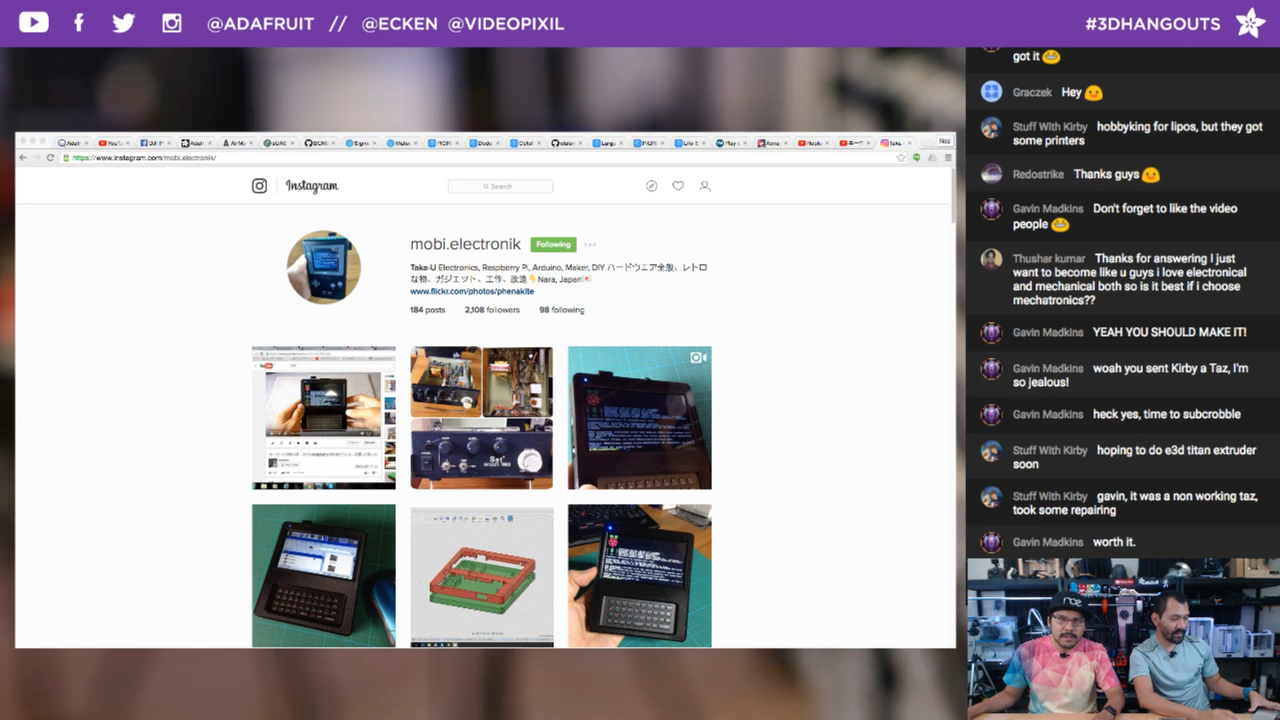 @ADAFRUIT // @ECKEN @VIDEOPIXIL
#3DHANGOUTS
https://www.instagram.com/mobi.electronik/
Instagram
Search
mobi.electronik Following
Taka-U Electronics, Raspberry Pi, Arduino, Maker, DIY ハードウエア全般、レトロ
な物、ガジェット、工作、改造👇Nara, Japan🇯🇵
www.flickr.com/photos/phenakite
184 posts 2,108 followers 98 following
got it
Graczek Hey
Stuff With Kirby hobbyking for lipos, but they got
some printers
Redostrike Thanks guys
Gavin Madkins Don't forget to like the video
people
Thushar kumar Thanks for answering I just
want to become like u guys i love electronical
and mechanical both so is it best if i choose
mechatronics??
Gavin Madkins YEAH YOU SHOULD MAKE IT!
Gavin Madkins woah you sent Kirby a Taz, I'm
so jealous!
Gavin Madkins heck yes, time to subcrobble
Stuff With Kirby hoping to do e3d titan extruder
soon
Stuff With Kirby gavin, it was a non working taz,
took some repairing
Gavin Madkins worth it.